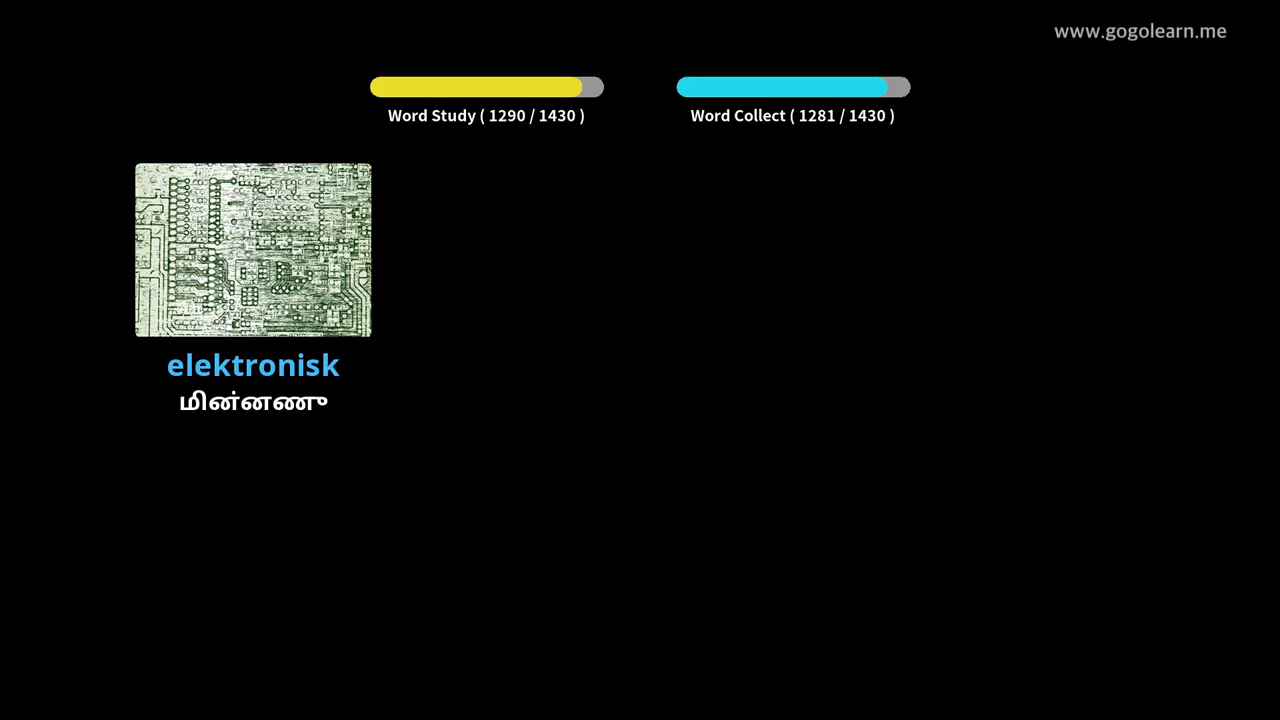 www.gogolearn.me
Word Study ( 1290 / 1430 )
Word Collect ( 1281 / 1430 )
elektronisk
மின்னணு